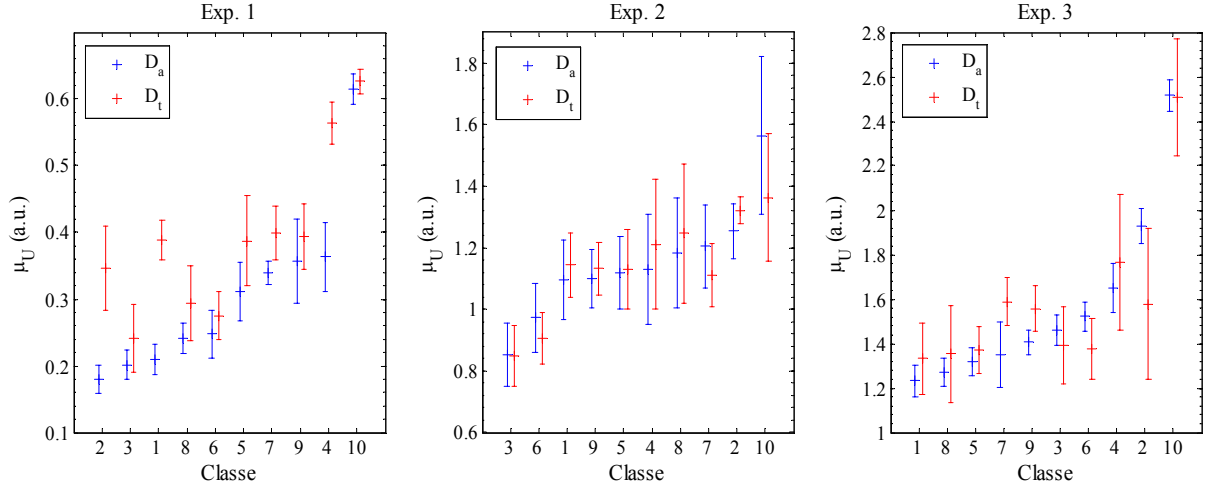 Exp. 1
D_a
D_t
0.6
0.5
0.4
0.3
0.2
0.1
μ_U (a.u.)
2 3 1 8 6 5 7 9 4 10
Classe
Exp. 2
D_a
D_t
1.8
1.6
1.4
1.2
1
0.8
0.6
μ_U (a.u.)
3 6 1 9 5 4 8 7 2 10
Classe
Exp. 3
D_a
D_t
2.8
2.6
2.4
2.2
2
1.8
1.6
1.4
1.2
1
μ_U (a.u.)
1 8 5 7 9 3 6 4 2 10
Classe